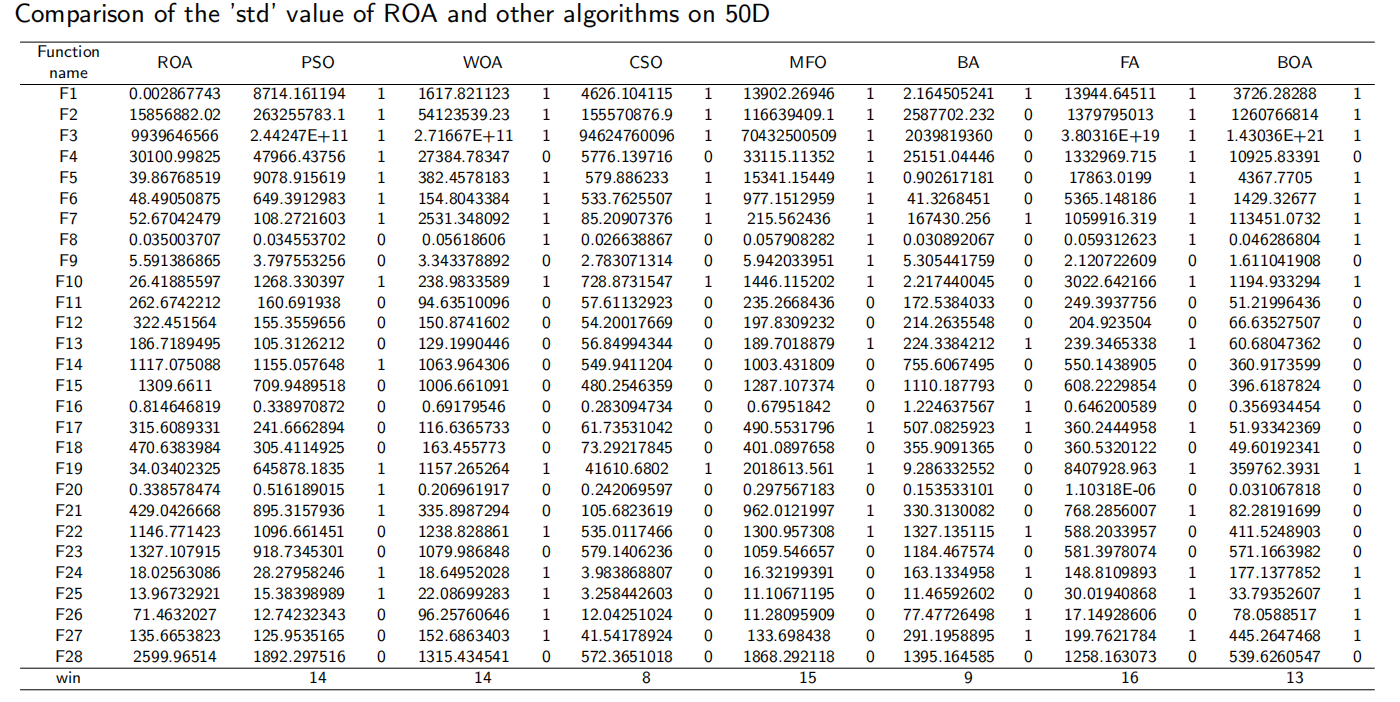 Comparison of the 'std' value of ROA and other algorithms on 50D
Function name ROA PSO WOA CSO MFO BA FA BOA
F1 0.002867743 8714.161194 1 1617.821123 1 4626.104115 1 13902.26946 1 2.164505241 1 13944.64511 1 3726.28288 1
F2 15856882.02 263255783.1 1 54123539.23 1 155570876.9 1 116639409.1 1 2587702.232 0 1379795013 1 1260766814 1
F3 9939646566 2.44247E+11 1 2.71667E+11 1 94624760096 1 70432500509 1 2039819360 0 3.80316E+19 1 1.43036E+21 1
F4 30100.99825 47966.43756 1 27384.78347 0 5776.139716 0 33115.11352 1 25151.04446 0 1332969.715 1 10925.83391 0
F5 39.86768519 9078.915619 1 382.4578183 1 579.886233 1 15341.15449 1 0.902617181 0 17863.0199 1 4367.7705 1
F6 48.49050875 649.3912983 1 154.8043384 1 533.7625507 1 977.1512959 1 41.3268451 0 5365.148186 1 1429.32677 1
F7 52.67042479 108.2721603 1 2531.348092 1 85.20907376 1 215.562436 1 167430.256 1 1059916.319 1 113451.0732 1
F8 0.035003707 0.034553702 0 0.05618606 1 0.026638867 0 0.057908282 1 0.030892067 0 0.059312623 1 0.046286804 1
F9 5.591386865 3.797553256 0 3.343378892 0 2.783071314 0 5.942033951 1 5.305441759 0 2.120722609 0 1.611041908 0
F10 26.41885597 1268.330397 1 238.9833589 1 728.8731547 1 1446.115202 1 2.217440045 0 3022.642166 1 1194.933294 1
F11 262.6742212 160.691938 0 94.63510096 0 57.61132923 0 235.2668436 0 172.5384033 0 249.3937756 0 51.21996436 0
F12 322.451564 155.3559656 0 150.8741602 0 54.20017669 0 197.8309232 0 214.2635548 0 204.923504 0 66.63527507 0
F13 186.7189495 105.3126212 0 129.1990446 0 56.84994344 0 189.7018879 1 224.3384212 1 239.3465338 1 60.68047362 0
F14 1117.075088 1155.057648 1 1063.964306 0 549.9411204 0 1003.431809 0 755.6067495 0 550.1438905 0 360.9173599 0
F15 1309.6611 709.9489518 0 1006.661091 0 480.2546359 0 1287.107374 0 1110.187793 0 608.2229854 0 396.6187824 0
F16 0.814646819 0.338970872 0 0.69179546 0 0.283094734 0 0.67951842 0 1.224637567 1 0.646200589 0 0.356934454 0
F17 315.6089331 241.6662894 0 116.6365733 0 61.73531042 0 490.5531796 1 507.0825923 1 360.2444958 1 51.93342369 0
F18 470.6383984 305.4114925 0 163.455773 0 73.29217845 0 401.0897658 0 355.9091365 0 360.5320122 0 49.60192341 0
F19 34.03402325 645878.1835 1 1157.265264 1 41610.6802 1 2018613.561 1 9.286332552 0 8407928.963 1 359762.3931 1
F20 0.338578474 0.516189015 1 0.206961917 0 0.242069597 0 0.297567183 0 0.153533101 0 1.10318E-06 0 0.031067818 0
F21 429.0426668 895.3157936 1 335.8987294 0 105.6823619 0 962.0121997 1 330.3130082 0 768.2856007 1 82.28191699 0
F22 1146.771423 1096.661451 0 1238.828861 1 535.0117466 0 1300.957308 1 1327.135115 1 588.2033957 0 411.5248903 0
F23 1327.107915 918.7345301 0 1079.986848 0 579.1406236 0 1059.546657 0 1184.467574 0 581.3978074 0 571.1663982 0
F24 18.02563086 28.27958246 1 18.64952028 1 3.983868807 0 16.32199391 0 163.1334958 1 148.8109893 1 177.1377852 1
F25 13.96732921 15.38398989 1 22.08699283 1 3.258442603 0 11.10671195 0 11.46592602 0 30.01940868 1 33.79352607 1
F26 71.4632027 12.74232343 0 96.25760646 1 12.04251024 0 11.28095909 0 77.47726498 1 17.14928606 0 78.0588517 1
F27 135.6653823 125.9535165 0 152.6863403 1 41.54178924 0 133.698438 0 291.1958895 1 199.7621784 1 445.2647468 1
F28 2599.96514 1892.297516 0 1315.434541 0 572.3651018 0 1868.292118 0 1395.164585 0 1258.163073 0 539.6260547 0
win 14 14 8 15 9 16 13